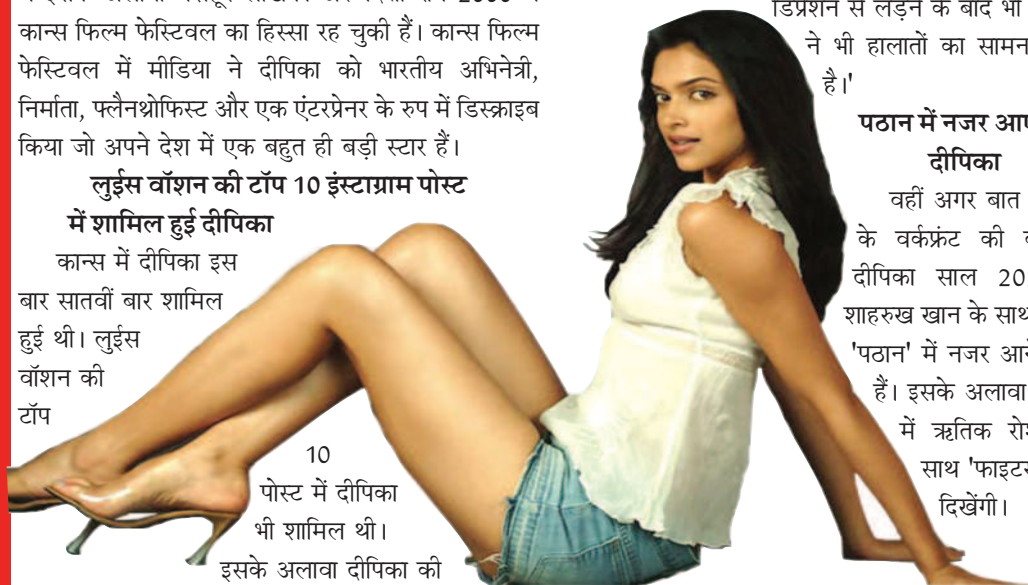 कान्स फिल्म फेस्टिवल का हिस्सा रह चुकी हैं। कान्स फिल्म
फेस्टिवल में मीडिया ने दीपिका को भारतीय अभिनेत्री,
निर्माता, फ्लैनथ्रोफिस्ट और एक एंटरप्रेनर के रुप में डिस्क्राइब
किया जो अपने देश में एक बहुत ही बड़ी स्टार हैं।
लुईस वॉशन की टॉप 10 इंस्टाग्राम पोस्ट
में शामिल हुई दीपिका
कान्स में दीपिका इस
बार सातवीं बार शामिल
हुई थी। लुईस
वॉशन की
टॉप
10
पोस्ट में दीपिका
भी शामिल थी।
इसके अलावा दीपिका की
डिप्रेशन से लड़ने के बाद भी
ने भी हालातों का
है।'
पठान में नजर
दीपिका
वहीं अगर बात
के वर्कफ्रंट की
दीपिका साल 20
शाहरुख खान के साथ
'पठान' में नजर
हैं। इसके अलावा
में ऋतिक
साथ
दिखेंगी।